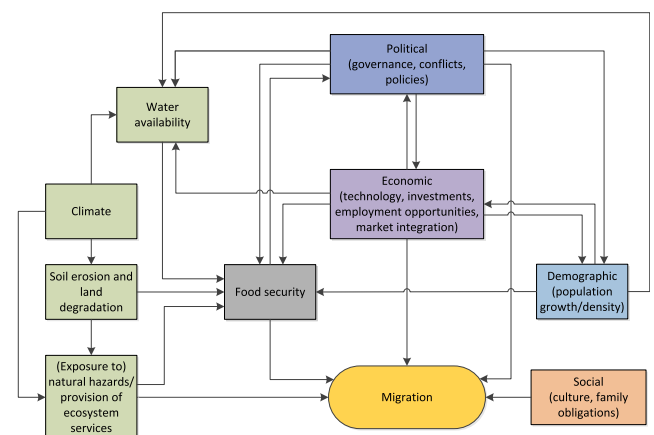 Political
(governance, conflicts,
policies)
Water
availability
Economic
(technology, investments,
employment opportunities,
market integration)
Climate
Soil erosion and
land
degradation
Food security
Demographic
(population
growth/density)
(Exposure to)
natural hazards/
provision of
ecosystem
services
Migration
Social
(culture, family
obligations)